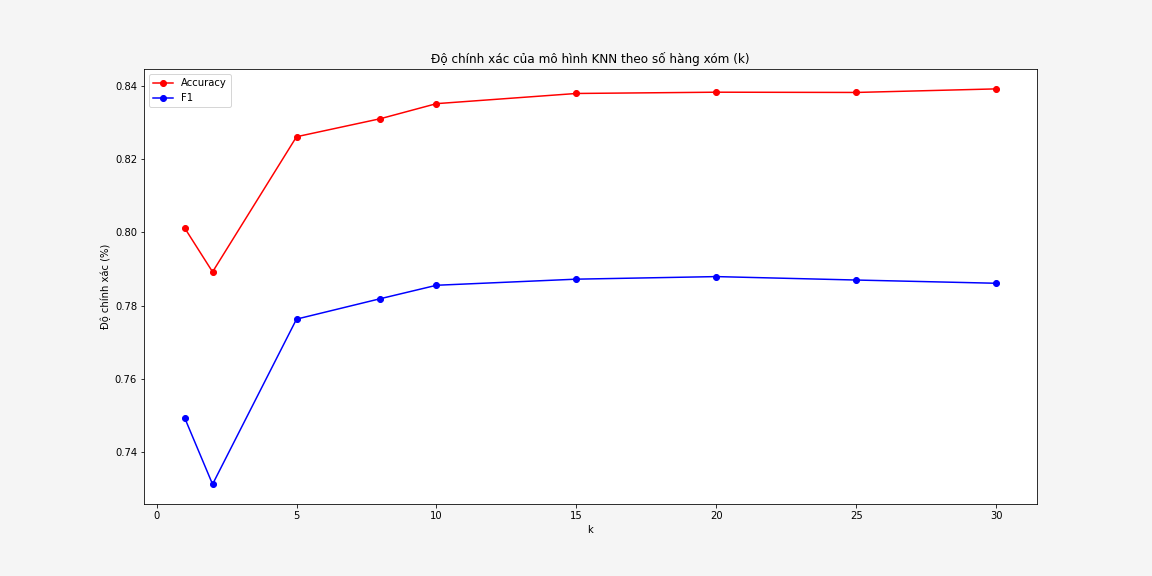 Độ chính xác của mô hình KNN theo số hàng xóm (k)
Accuracy
F1
0.84
0.82
0.80
0.78
0.76
0.74
Độ chính xác (%)
0 5 10 15 20 25 30
k